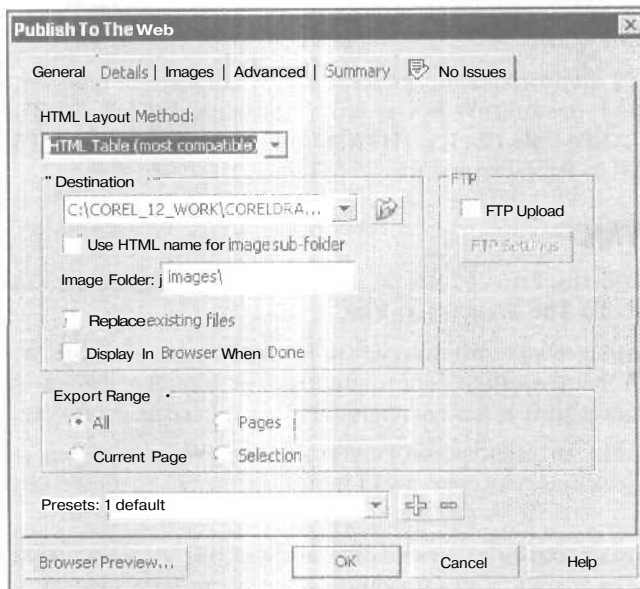 Publish To The Web
General Details | Images | Advanced | Summary No Issues |
HTML Layout Method:
HTML Table (most compatible)
" Destination
FTP
C:\COREL_12_WORK\CORELDRA...
FTP Upload
Use HTML name for image sub-folder
FTP Settings
Image Folder: j images\
Replace existing files
Display In Browser When Done
Export Range
All Pages
Current Page Selection
Presets: 1 default
Browser Preview... OK Cancel Help